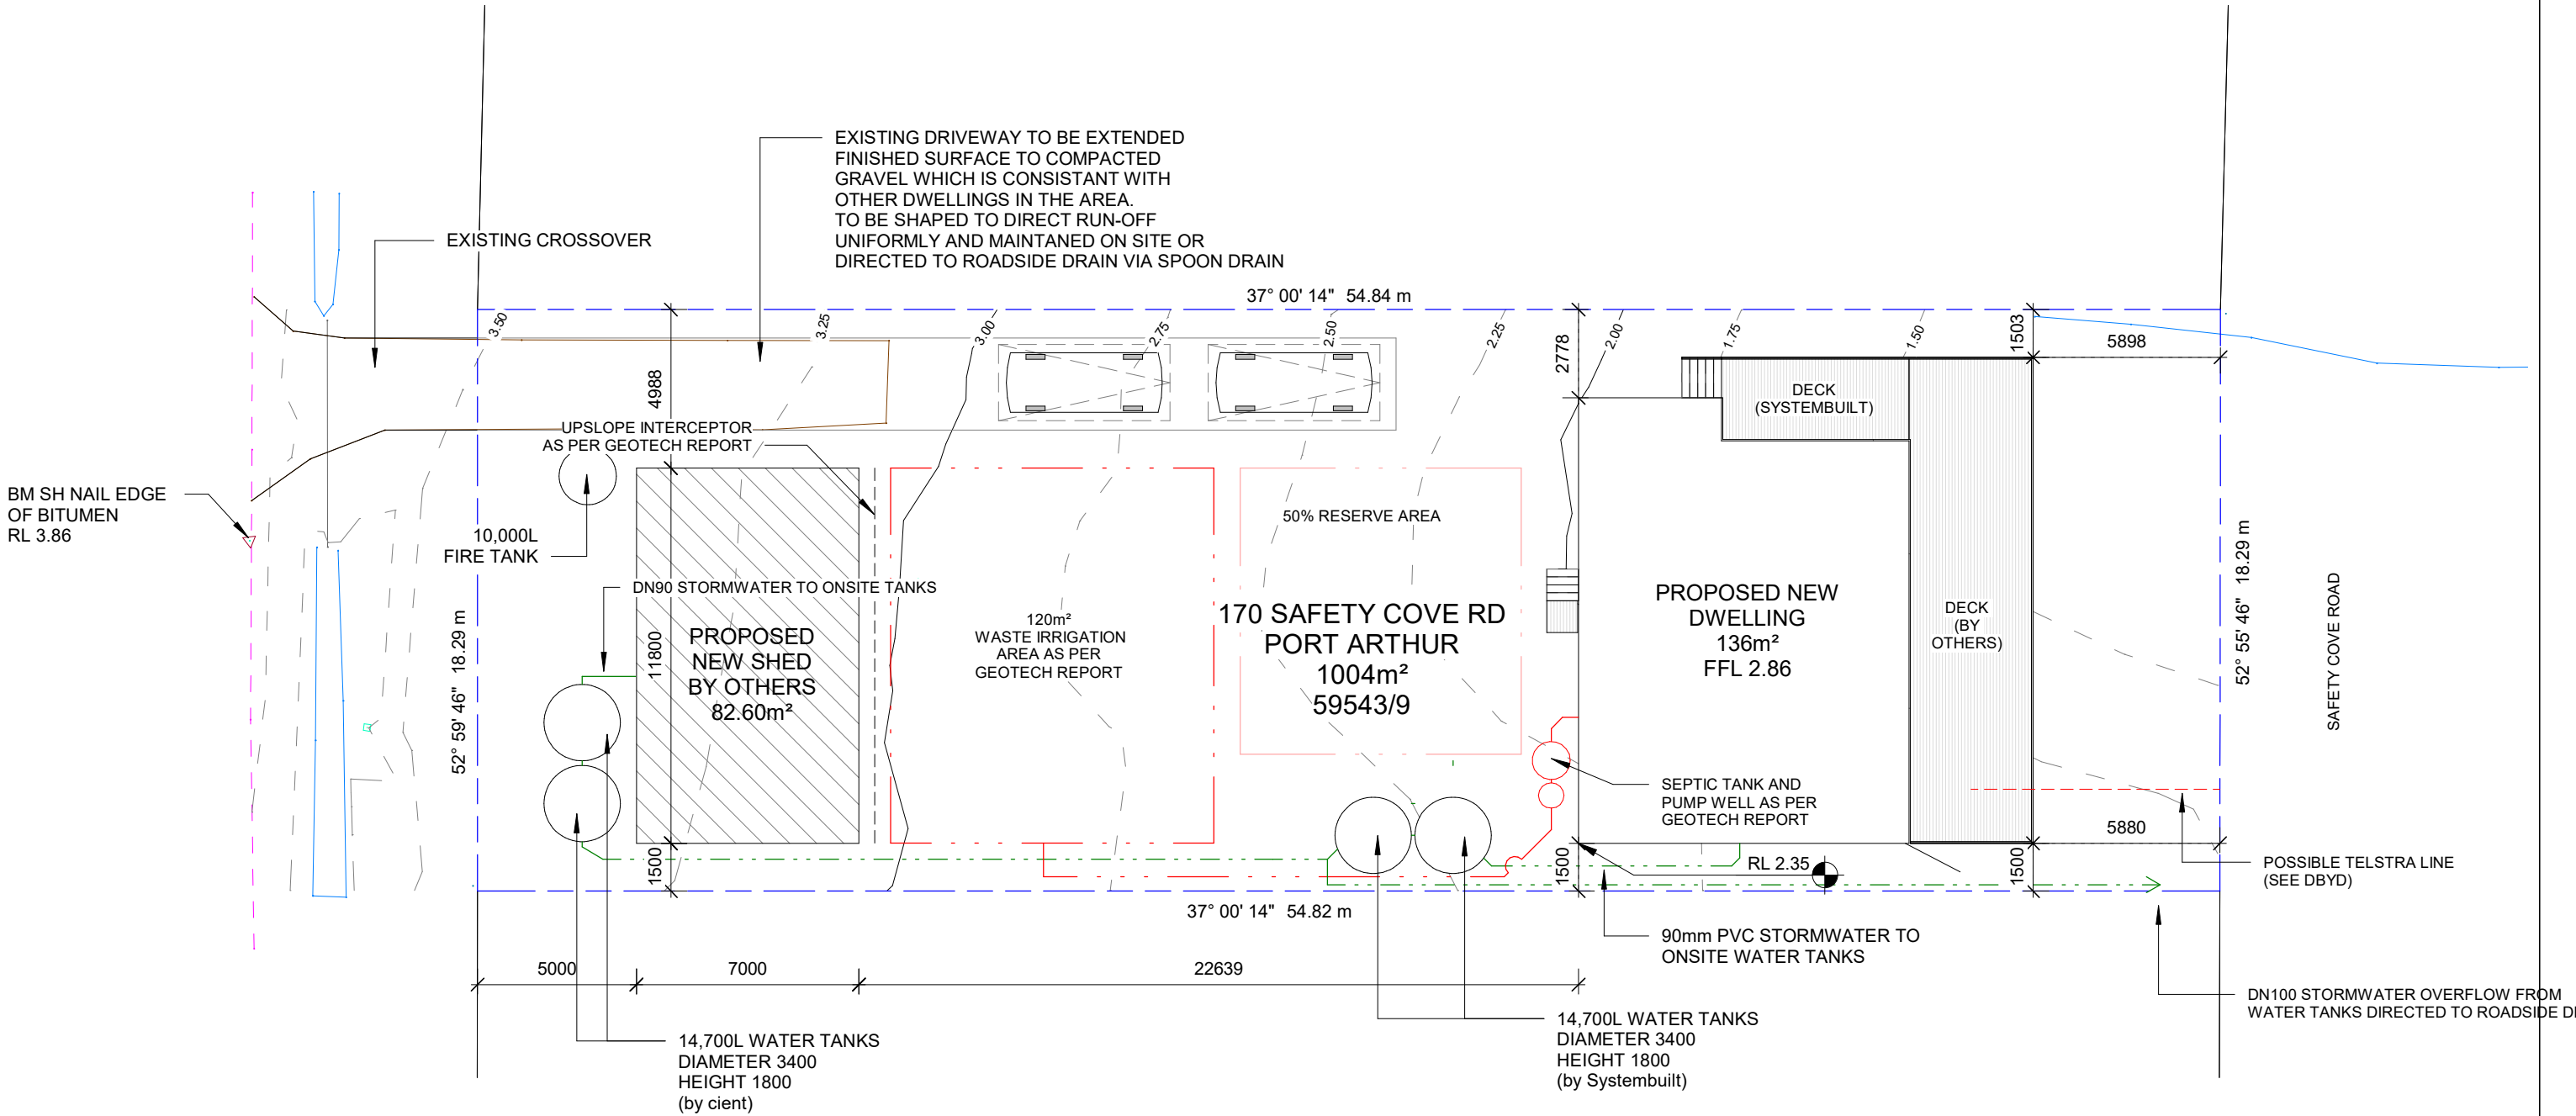 EXISTING DRIVEWAY TO BE EXTENDED
FINISHED SURFACE TO COMPACTED
GRAVEL WHICH IS CONSISTANT WITH
OTHER DWELLINGS IN THE AREA.
TO BE SHAPED TO DIRECT RUN-OFF
UNIFORMLY AND MAINTANED ON SITE OR
DIRECTED TO ROADSIDE DRAIN VIA SPOON DRAIN
EXISTING CROSSOVER
37° 00' 14" 54.84 m
3.50
3.25
3.00
2.75
2.50
2.25
2.00
1.75
1.50
1503
5898
2778
4988
DECK
(SYSTEMBUILT)
UPSLOPE INTERCEPTOR
AS PER GEOTECH REPORT
BM SH NAIL EDGE
OF BITUMEN
RL 3.86
10,000L
FIRE TANK
50% RESERVE AREA
DN90 STORMWATER TO ONSITE TANKS
52° 59' 46" 18.29 m
PROPOSED
NEW SHED
BY OTHERS
82.60m²
11800
120m²
WASTE IRRIGATION
AREA AS PER
GEOTECH REPORT
170 SAFETY COVE RD
PORT ARTHUR
1004m²
59543/9
PROPOSED NEW
DWELLING
136m²
FFL 2.86
DECK
(BY
OTHERS)
52° 55' 46" 18.29 m
SAFETY COVE ROAD
SEPTIC TANK AND
PUMP WELL AS PER
GEOTECH REPORT
5880
1500
1500
RL 2.35
1500
POSSIBLE TELSTRA LINE
(SEE DBYD)
37° 00' 14" 54.82 m
90mm PVC STORMWATER TO
ONSITE WATER TANKS
5000
7000
22639
DN100 STORMWATER OVERFLOW FROM
WATER TANKS DIRECTED TO ROADSIDE
14,700L WATER TANKS
DIAMETER 3400
HEIGHT 1800
(by cient)
14,700L WATER TANKS
DIAMETER 3400
HEIGHT 1800
(by Systembuilt)